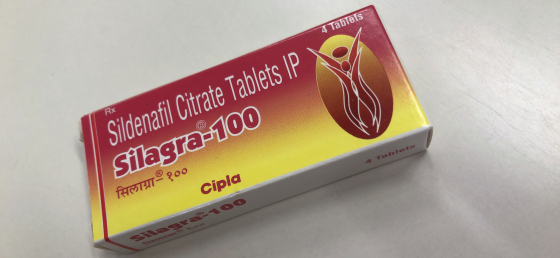 Rx
4 Tablets
Sildenafil Citrate Tablets IP
Silagra®-100
सिलाग्रा®-१००
Cipla
4 Tablets
Silagra®-100